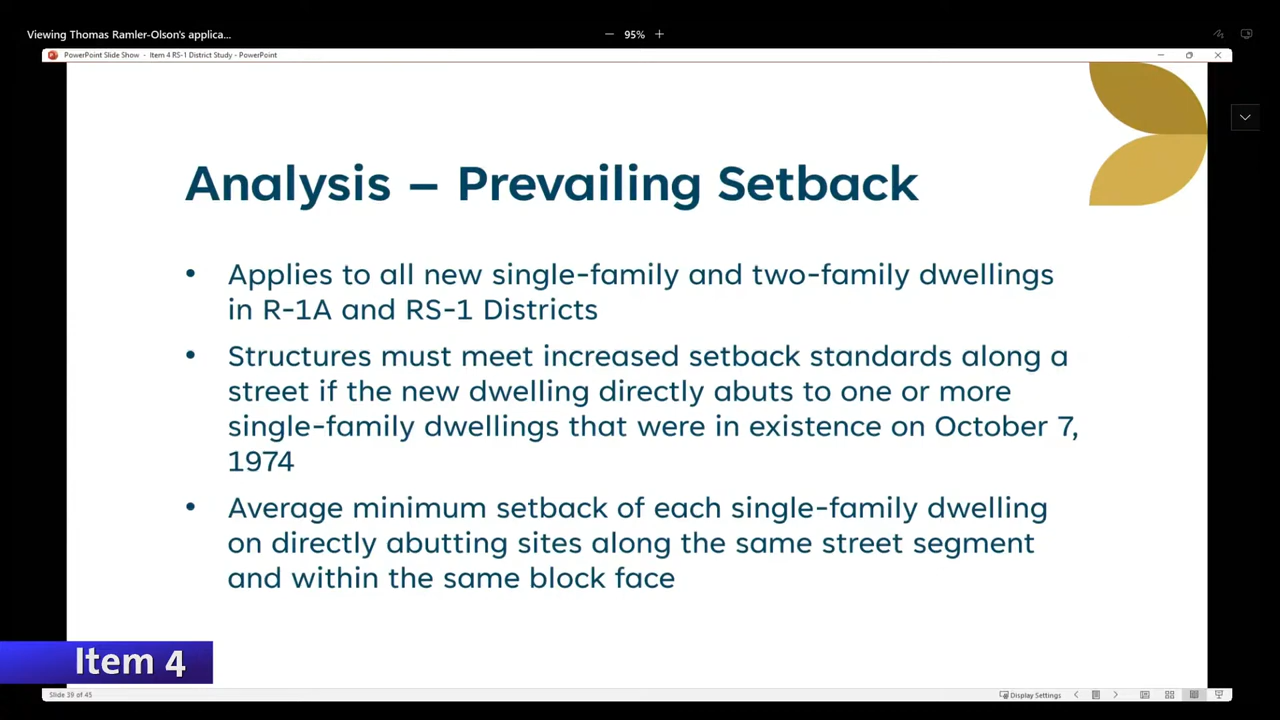 Viewing Thomas Ramler-Olson's applica...
95%
PowerPoint Slide Show - Item 4 RS-1 District Study - PowerPoint
Analysis – Prevailing Setback
• Applies to all new single-family and two-family dwellings
in R-1A and RS-1 Districts
• Structures must meet increased setback standards along a
street if the new dwelling directly abuts to one or more
single-family dwellings that were in existence on October 7,
1974
• Average minimum setback of each single-family dwelling
on directly abutting sites along the same street segment
and within the same block face
Item 4
Slide 39 of 45
Display Settings